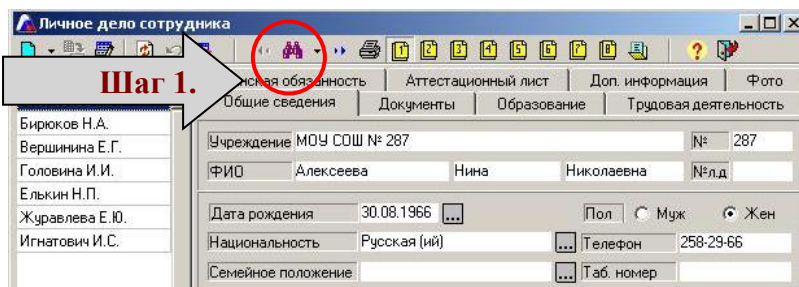 Личное дело сотрудника
Шаг 1.
нская обязанность Аттестационный лист Доп. информация Фото
Общие сведения Документы Образование Трудовая деятельность
Бирюков Н.А.
Вершинина Е.Г.
Головина И.И.
Елькин Н.П.
Журавлева Е.Ю.
Игнатович И.С.
Учреждение МОУ СОШ № 287 № 287
ФИО Алексеева Нина Николаевна №л.д
Дата рождения 30.08.1966 ... Пол Муж Жен
Национальность Русская (ий) ... Телефон 258-29-66
Семейное положение ... Таб. номер